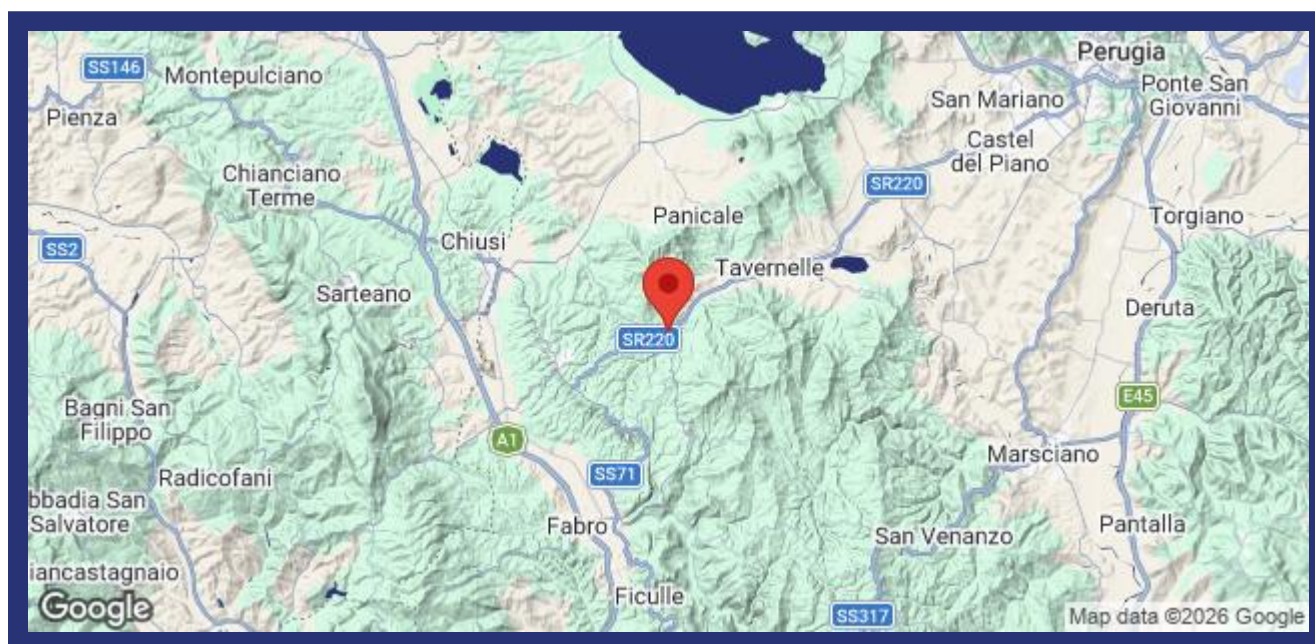 SS146
Montepulciano
Pienza
Perugia
Ponte San
Giovanni
San Mariano
Castel
del Piano
Chianciano
Terme
SR220
Panicale
Torgiano
SS2
Chiusi
Tavernelle
Sarteano
Deruta
SR220
Bagni San
Filippo
E45
A1
Radicofani
SS71
Marsciano
bbadia San
Salvatore
Fabro
San Venanzo
Pantalla
iancastagnaio
Ficulle
Google
SS317
Map data ©2026 Google